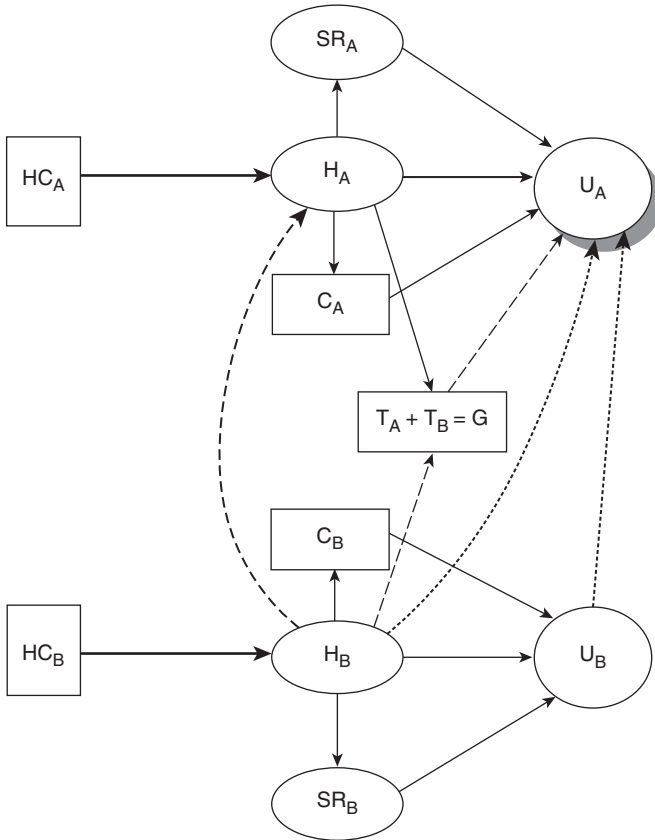 SR_A
HC_A
H_A
U_A
C_A
T_A + T_B = G
C_B
HC_B
H_B
U_B
SR_B